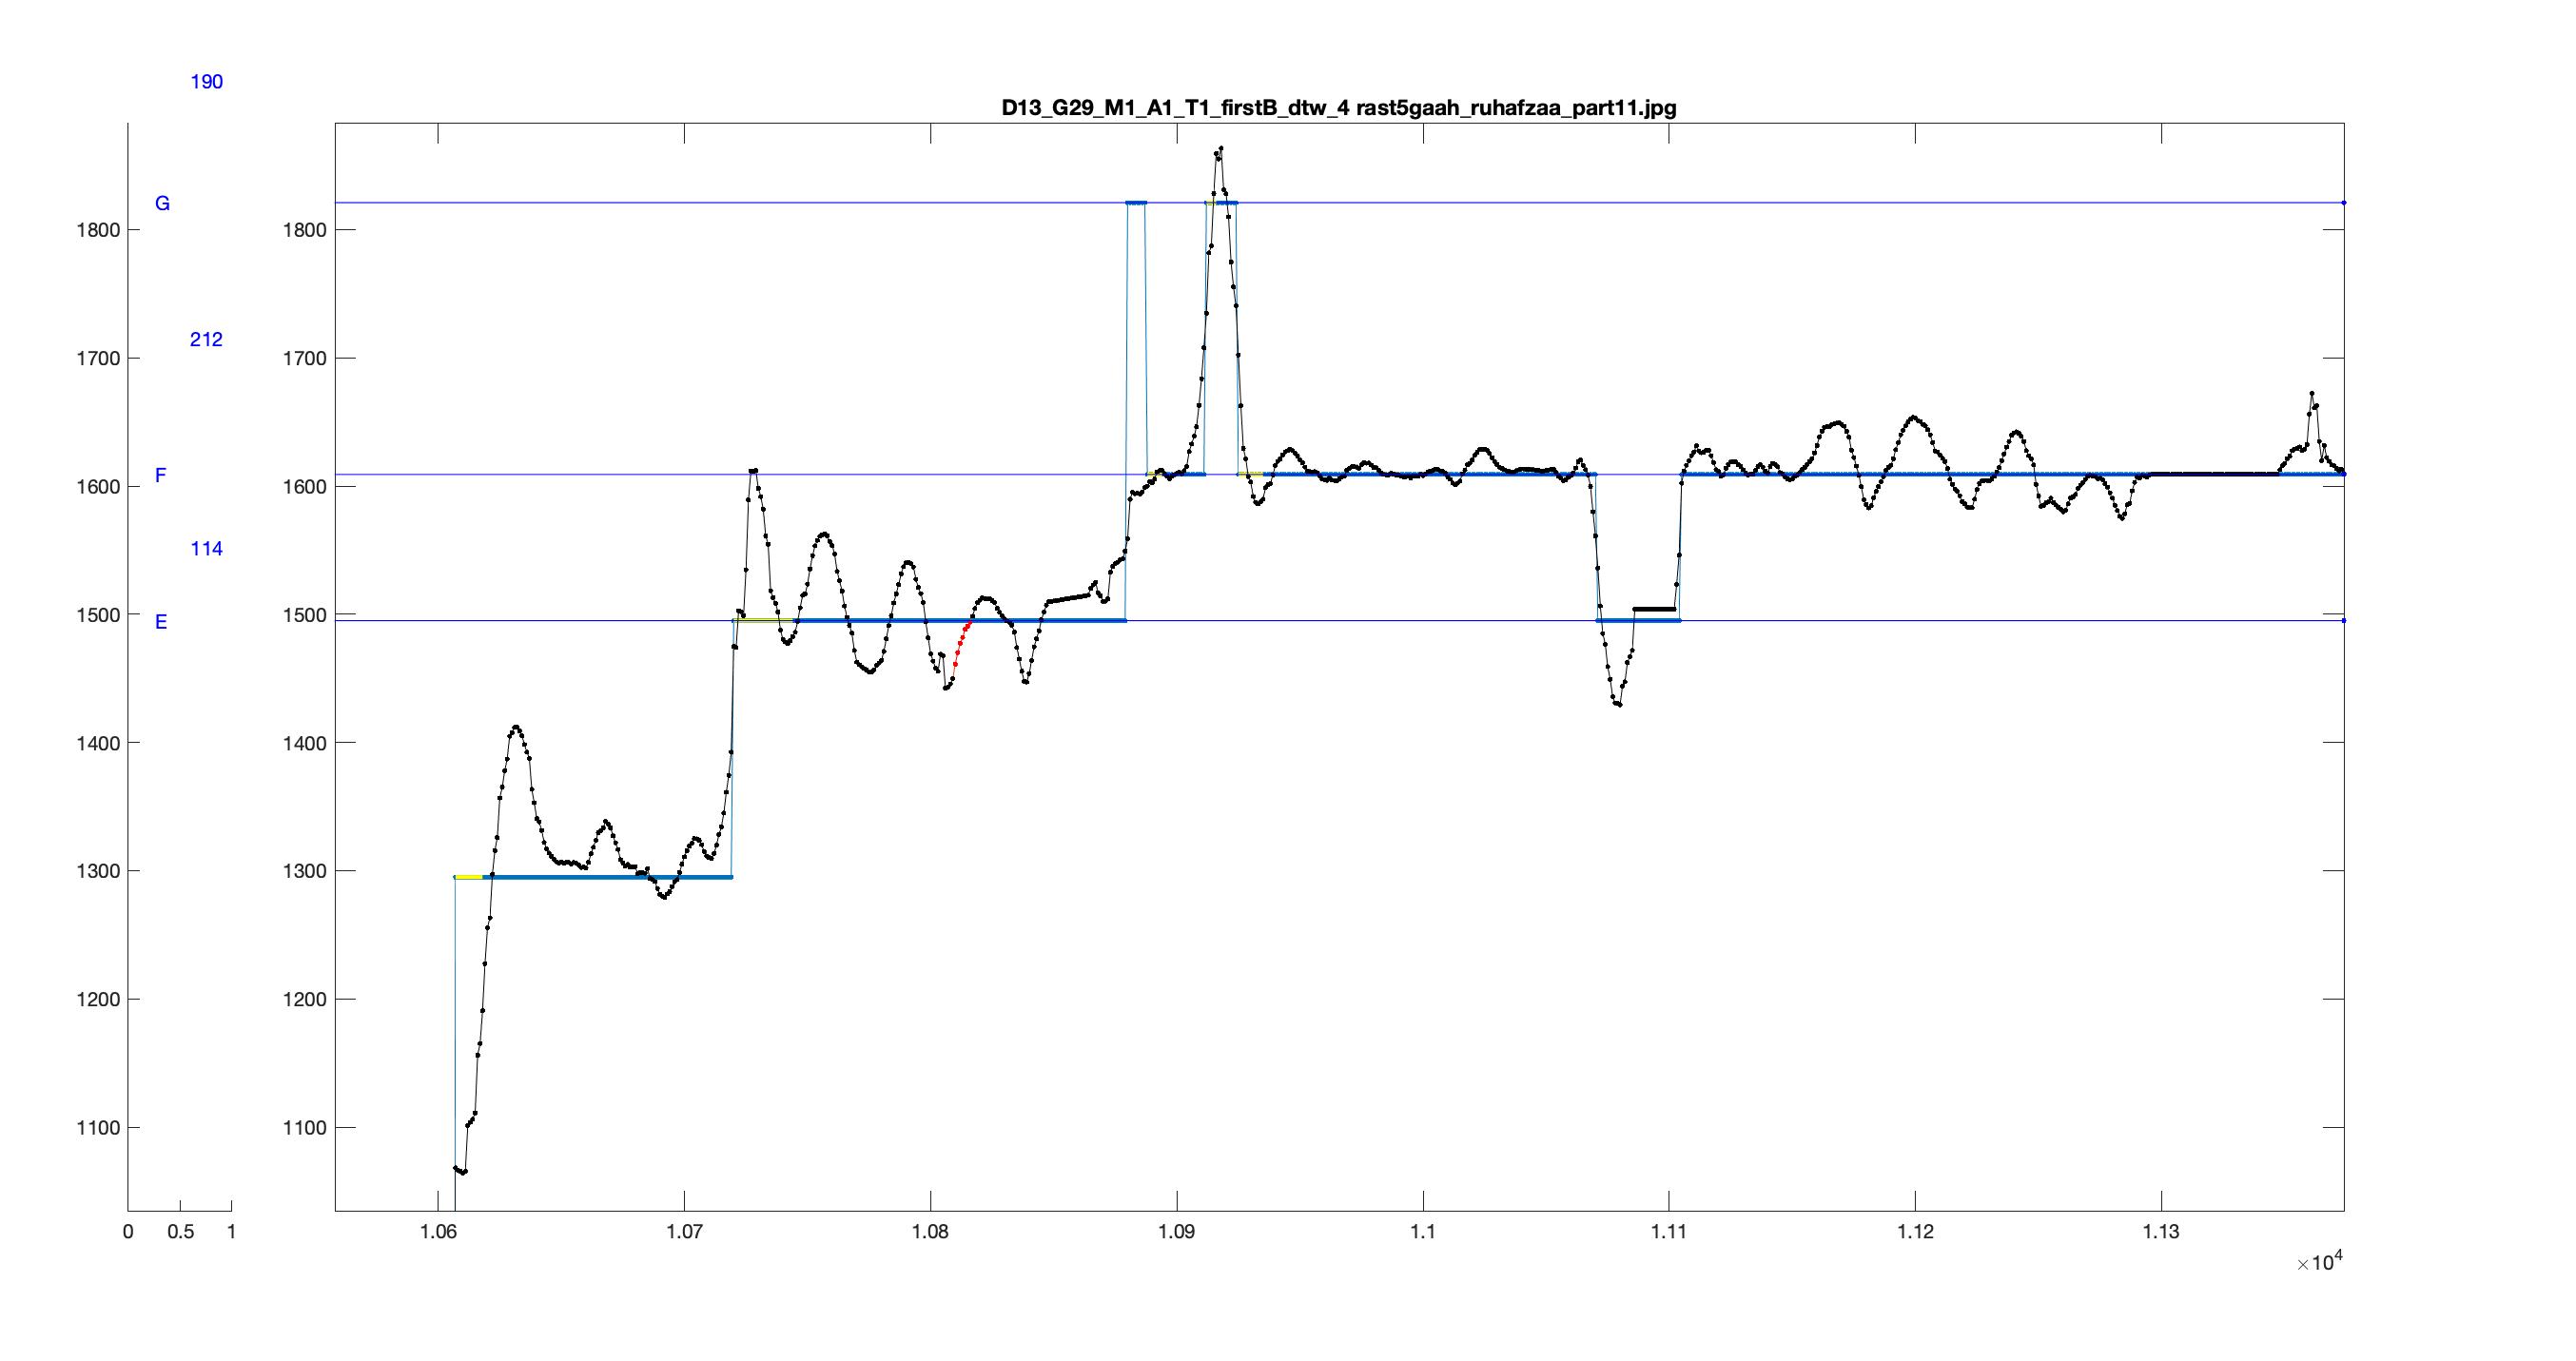 190
D13_G29_M1_A1_T1_firstB_dtw_4 rast5gaah_ruhafzaa_part11.jpg
G
1800 1800
212
1700 1700
F
1600 1600
114
1500 E 1500
1400 1400
1300 1300
1200 1200
1100 1100
0 0.5 1 1.06 1.07 1.08 1.09 1.1 1.11 1.12 1.13
×10⁴